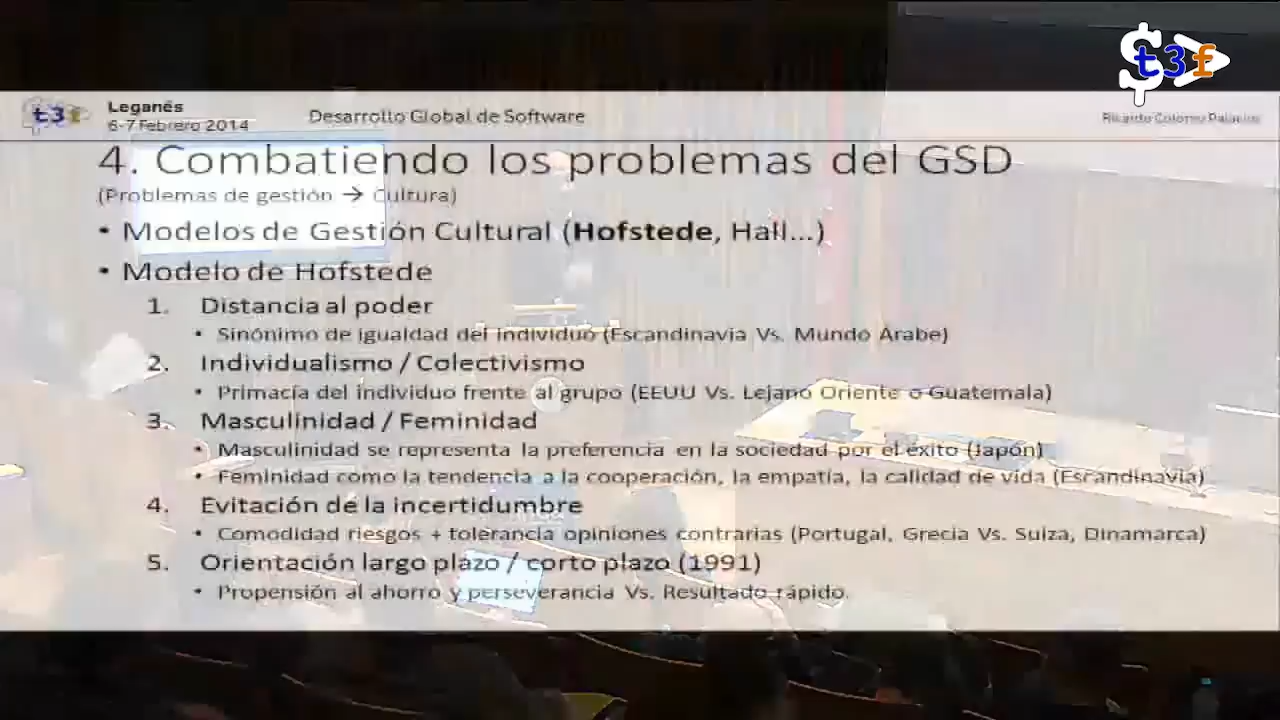 t3f
t3f
Leganés
6-7 Febrero 2014
Desarrollo Global de Software
Ricardo Colomo Palacios
4. Combatiendo los problemas del GSD
(Problemas de gestión → Cultura)
• Modelos de Gestión Cultural (Hofstede, Hall...)
• Modelo de Hofstede
1. Distancia al poder
• Sinónimo de igualdad del individuo (Escandinavia Vs. Mundo Árabe)
2. Individualismo / Colectivismo
• Primacía del individuo frente al grupo (EEUU Vs. Lejano Oriente o Guatemala)
3. Masculinidad / Feminidad
• Masculinidad se representa la preferencia en la sociedad por el éxito (Japón)
• Feminidad como la tendencia a la cooperación, la empatía, la calidad de vida (Escandinavia)
4. Evitación de la incertidumbre
• Comodidad riesgos + tolerancia opiniones contrarias (Portugal, Grecia Vs. Suiza, Dinamarca)
5. Orientación largo plazo / corto plazo (1991)
• Propensión al ahorro y perseverancia Vs. Resultado rápido.